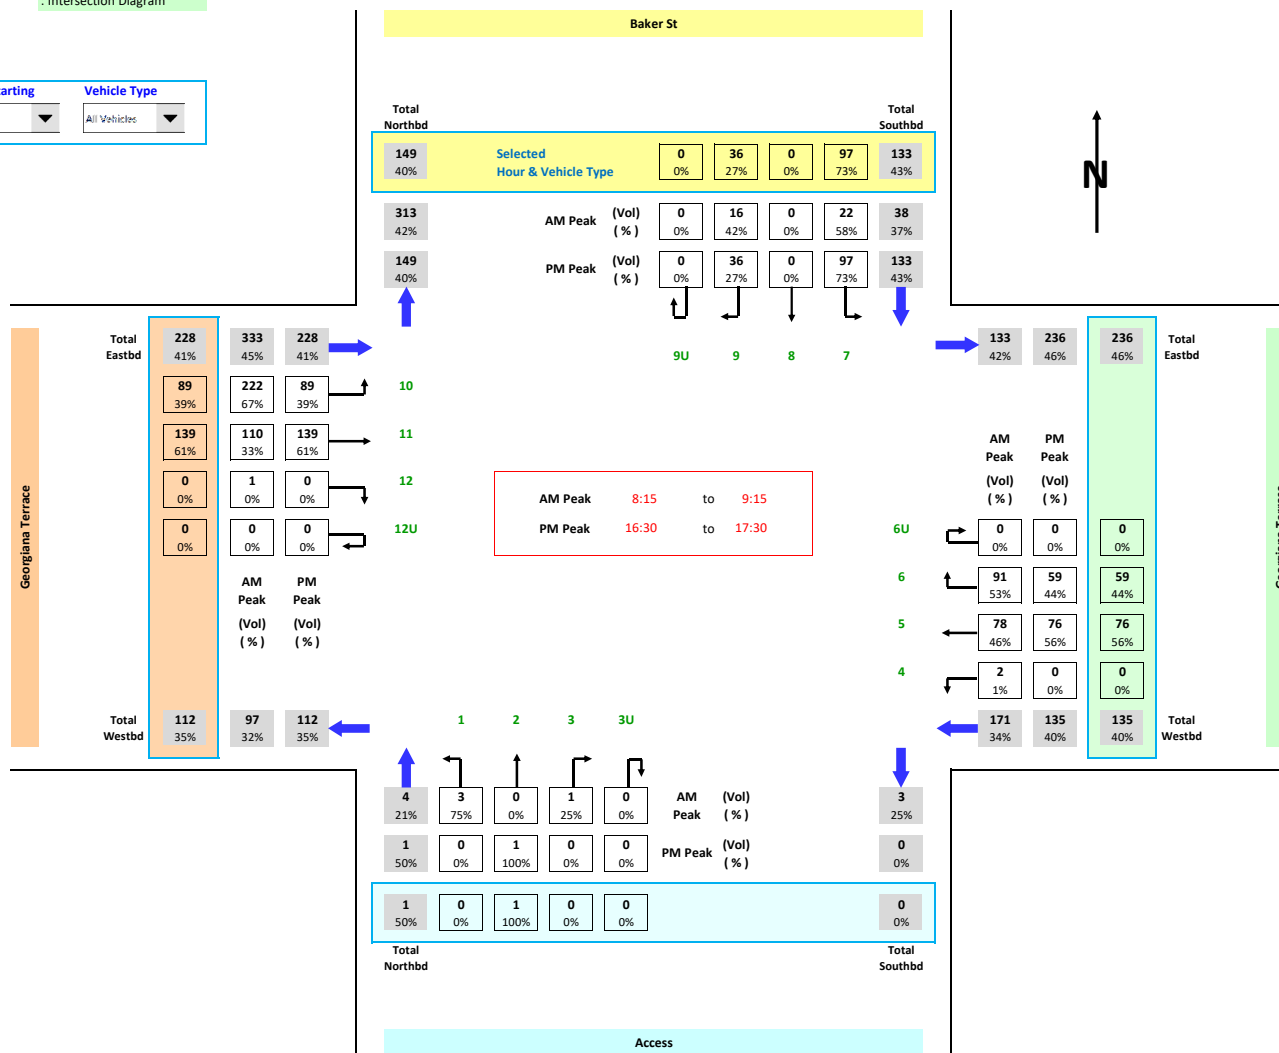 : Intersection Diagram
Baker St
arting Vehicle Type
All Vehicles
Total Northbd
Total Southbd
149 40%
Selected Hour & Vehicle Type
0 0% 36 27% 0 0% 97 73% 133 43%
N
313 42%
AM Peak (Vol) (%)
0 0% 16 42% 0 0% 22 58% 38 37%
149 40%
PM Peak (Vol) (%)
0 0% 36 27% 0 0% 97 73% 133 43%
9U 9 8 7
Georgiana Terrace
Total Eastbd
228 41% 333 45% 228 41%
89 39% 222 67% 89 39%
10
139 61% 110 33% 139 61%
11
0 0% 1 0% 0 0%
12
0 0% 0 0% 0 0%
12U
AM Peak (Vol) (%)
PM Peak (Vol) (%)
Total Westbd
112 35% 97 32% 112 35%
AM Peak 8:15 to 9:15
PM Peak 16:30 to 17:30
133 42% 236 46% 236 46%
Total Eastbd
AM Peak (Vol) (%)
PM Peak (Vol) (%)
6U
0 0% 0 0% 0 0%
6
91 53% 59 44% 59 44%
5
78 46% 76 56% 76 56%
4
2 1% 0 0% 0 0%
171 34% 135 40% 135 40%
Total Westbd
1 2 3 3U
4 21% 3 75% 0 0% 1 25% 0 0%
AM Peak (Vol) (%)
3 25%
1 50% 0 0% 1 100% 0 0% 0 0%
PM Peak (Vol) (%)
0 0%
1 50% 0 0% 1 100% 0 0% 0 0%
0 0%
Total Northbd
Total Southbd
Access